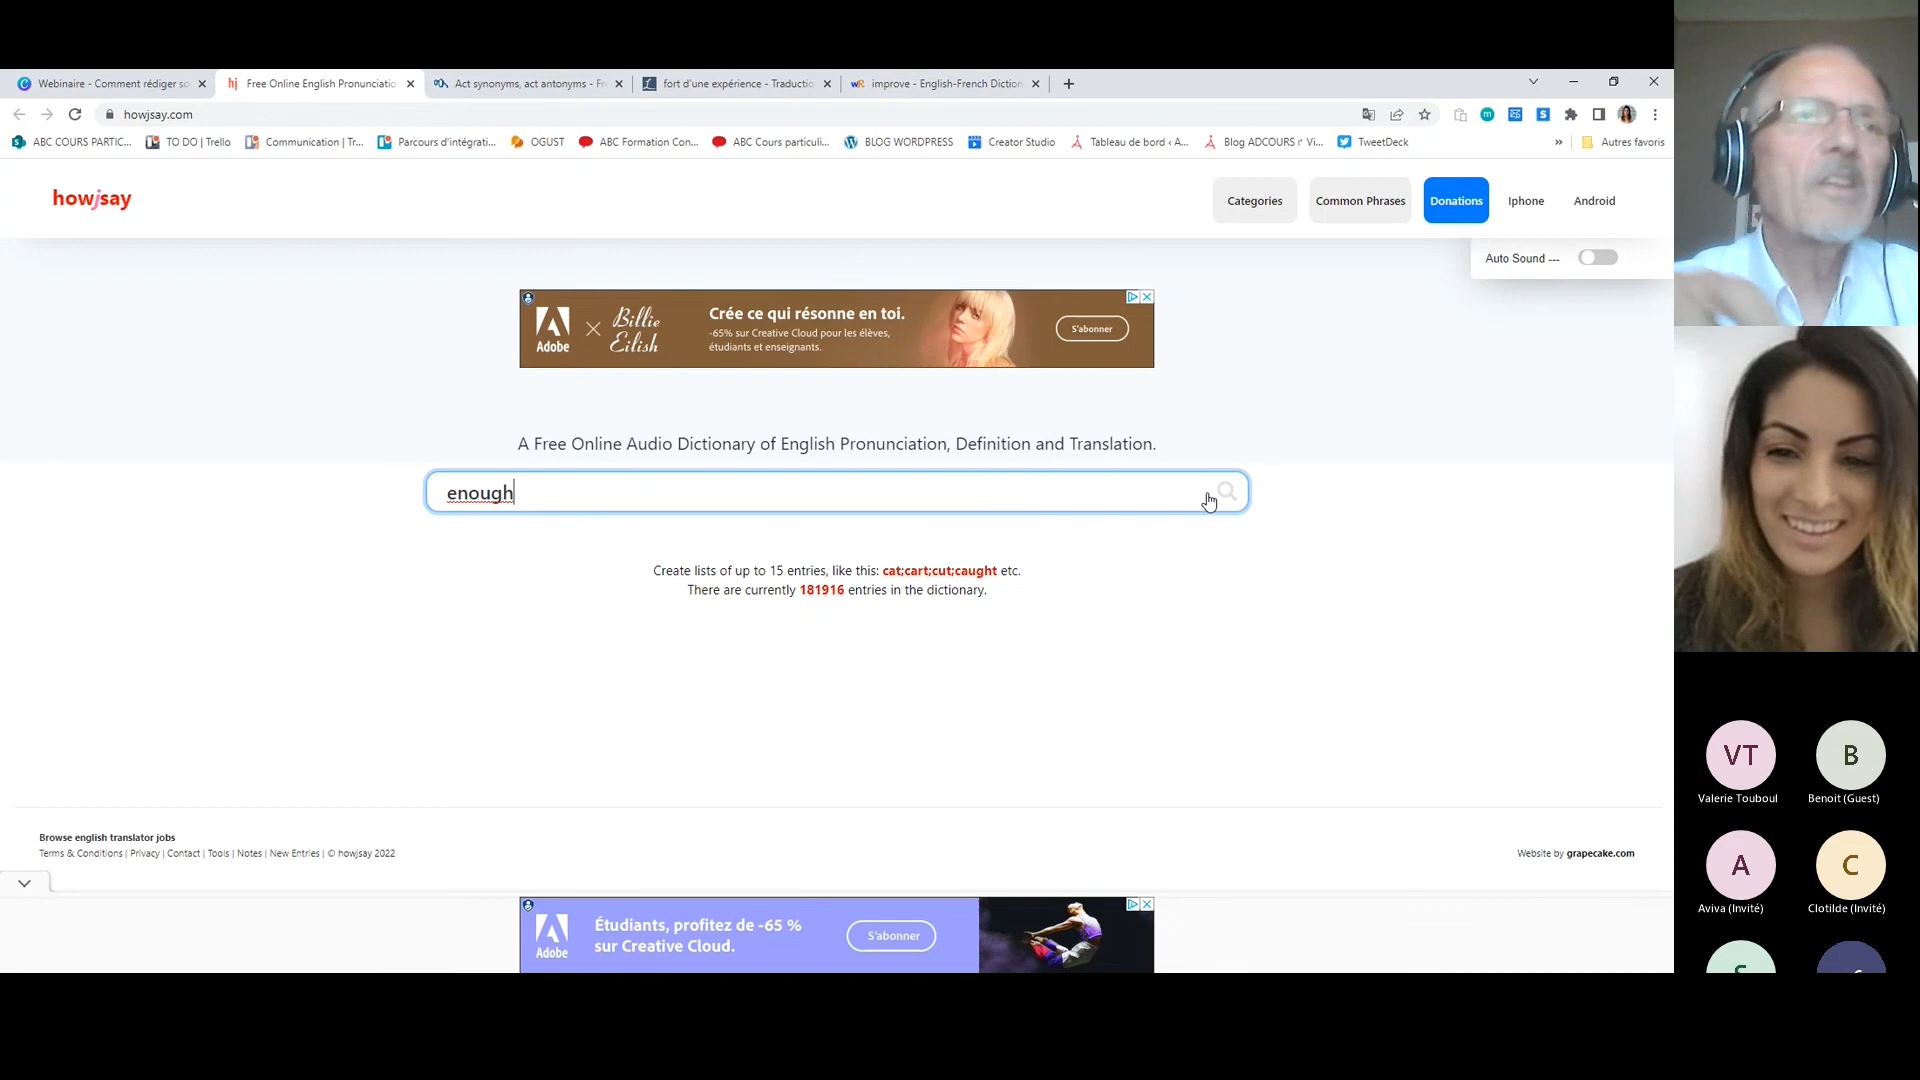 Webinaire - Comment rédiger so
Free Online English Pronunciatio
Act synonyms, act antonyms - Fr
fort d'une expérience - Traductio
improve - English-French Diction
howjsay.com
ABC COURS PARTIC...
TO DO | Trello
Communication | Tr...
Parcours d'intégrati...
OGUST
ABC Formation Con...
ABC Cours particuli...
BLOG WORDPRESS
Creator Studio
Tableau de bord ‹ A...
Blog ADCOURS !* Vi...
TweetDeck
»
Autres favoris
howjsay
Categories
Common Phrases
Donations
Iphone
Android
Auto Sound ---
Adobe
×
Billie
Eilish
Crée ce qui résonne en toi.
-65% sur Creative Cloud pour les élèves,
étudiants et enseignants.
S'abonner
A Free Online Audio Dictionary of English Pronunciation, Definition and Translation.
enough
Create lists of up to 15 entries, like this: cat;cart;cut;caught etc.
There are currently 181916 entries in the dictionary.
Browse english translator jobs
Terms & Conditions | Privacy | Contact | Tools | Notes | New Entries | © howjsay 2022
Website by grapecake.com
Adobe
Étudiants, profitez de -65 %
sur Creative Cloud.
S'abonner
VT
Valerie Touboul
B
Benoit (Guest)
A
Aviva (Invité)
C
Clotilde (Invité)